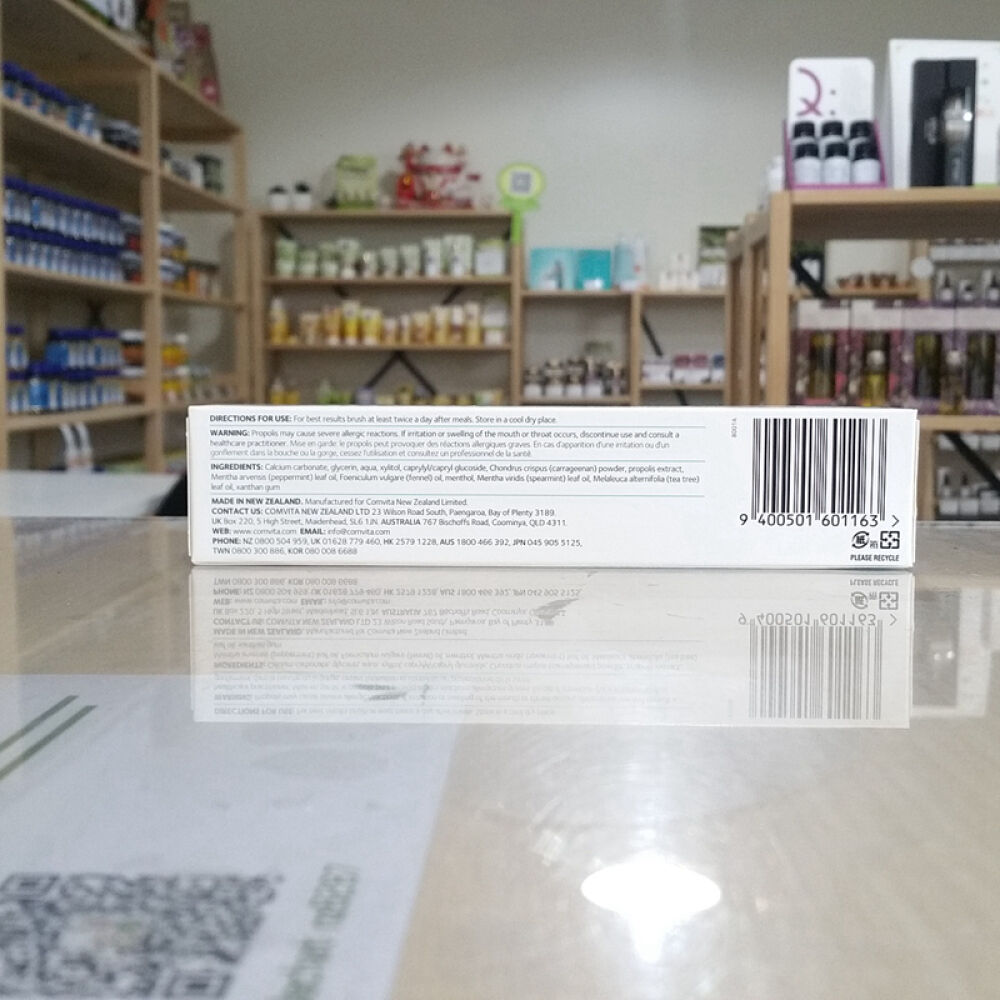 DIRECTIONS FOR USE: For best results brush at least twice a day after meals. Store in a cool dry place.
WARNING: Propolis may cause severe allergic reactions. If irritation or swelling of the mouth or throat occurs, discontinue use and consult a
healthcare practitioner. Mise en garde: le propolis peut provoquer des réactions allergiques graves. En cas d'apparition d'une irritation ou d'un
gonflement dans la bouche ou la gorge, cessez l'utilisation et consultez un professionnel de la santé.
INGREDIENTS: Calcium carbonate, glycerin, aqua, xylitol, caprylyl/capryl glucoside, Chondrus crispus (carrageenan) powder, propolis extract,
Mentha arvensis (peppermint) leaf oil, Foeniculum vulgare (fennel) oil, menthol, Mentha viridis (spearmint) leaf oil, Melaleuca alternifolia (tea tree)
leaf oil, xanthan gum
MADE IN NEW ZEALAND. Manufactured for Comvita New Zealand Limited.
CONTACT US: COMVITA NEW ZEALAND LTD 23 Wilson Road South, Paengaroa, Bay of Plenty 3189.
UK Box 220, 5 High Street, Maidenhead, SL6 1JN. AUSTRALIA 767 Bischoffs Road, Coominya, QLD 4311.
WEB: www.comvita.com EMAIL: info@comvita.com
PHONE: NZ 0800 504 959, UK 01628 779 460, HK 2579 1228, AUS 1800 466 392, JPN 045 905 5125,
TWN 0800 300 886, KOR 080 008 6688
9 400501 601163 >
PLEASE RECYCLE